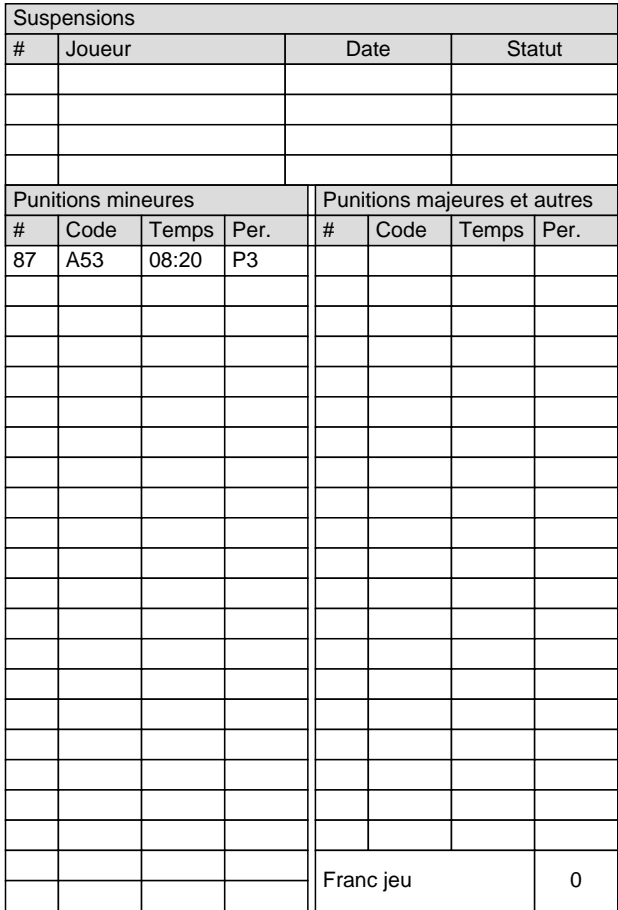 Suspensions
# Joueur Date Statut
Punitions mineures Punitions majeures et autres
# Code Temps Per. # Code Temps Per.
87 A53 08:20 P3
Franc jeu 0